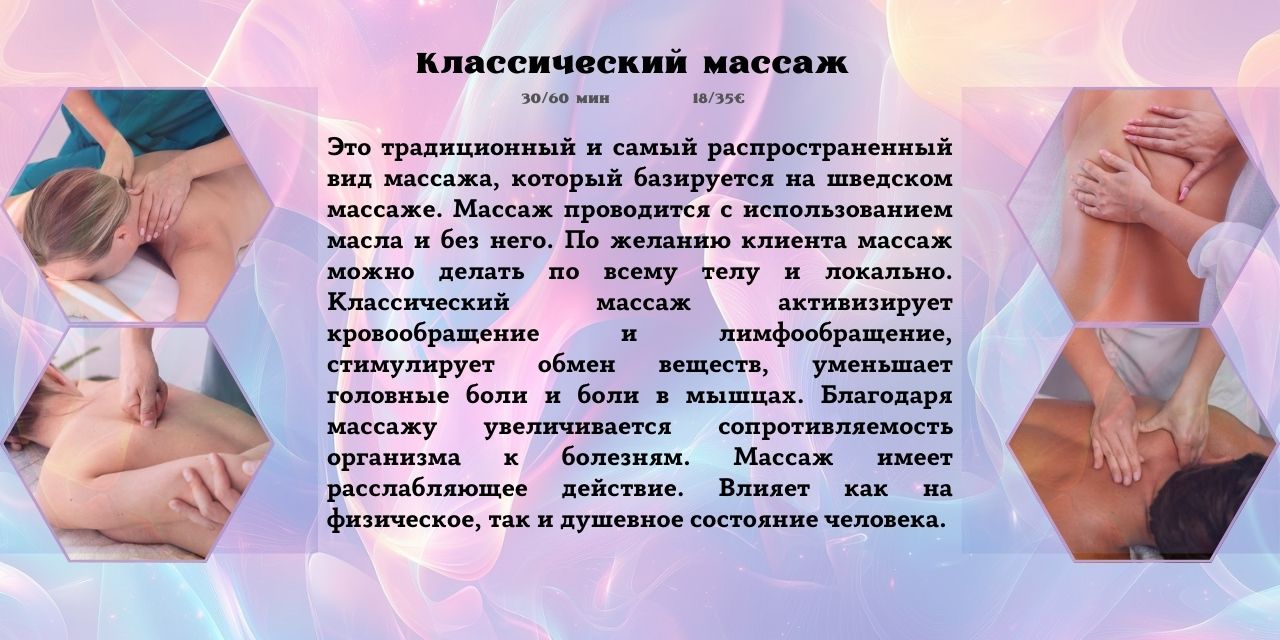 Классический массаж
30/60 мин 18/35€
Это традиционный и самый распространенный
вид массажа, который базируется на шведском
массаже. Массаж проводится с использованием
масла и без него. По желанию клиента массаж
можно делать по всему телу и локально.
Классический массаж активизирует
кровообращение и лимфообращение,
стимулирует обмен веществ, уменьшает
головные боли и боли в мышцах. Благодаря
массажу увеличивается сопротивляемость
организма к болезням. Массаж имеет
расслабляющее действие. Влияет как на
физическое, так и душевное состояние человека.